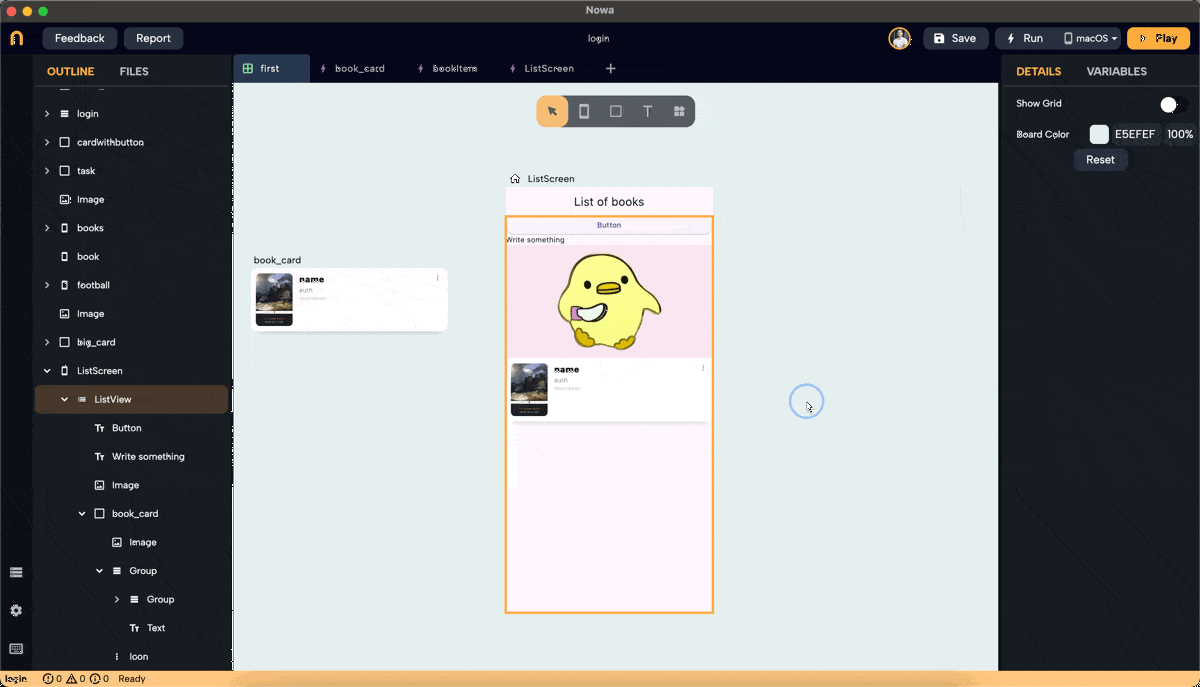 Nowa
Feedback
Report
login
Save
Run
macOS
Play
OUTLINE
FILES
first
book_card
bookItem
ListScreen
DETAILS
VARIABLES
login
cardwithbutton
task
Image
books
book
football
Image
big_card
ListScreen
ListView
Button
Write something
Image
book_card
Image
Group
Group
Text
Icon
ListScreen
List of books
Button
Write something
name
auth
description
book_card
name
auth
description
Show Grid
Board Color
E5EFEF
100%
Reset
login
0
0
0
Ready